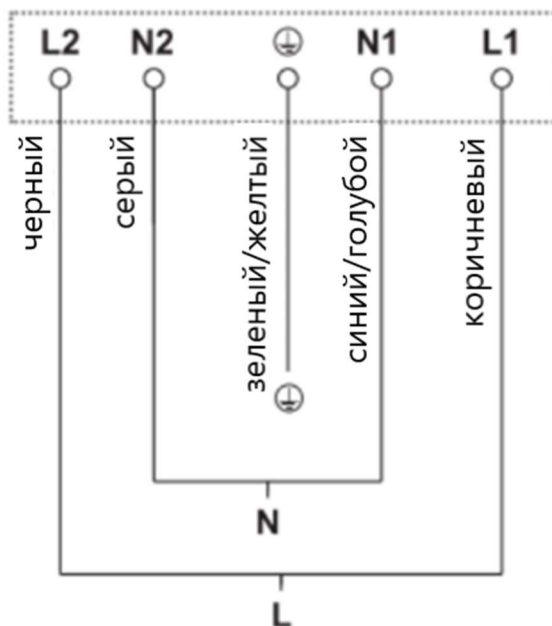 L2 N2 N1 L1
черный
серый
зеленый/желтый
синий/голубой
коричневый
N
L